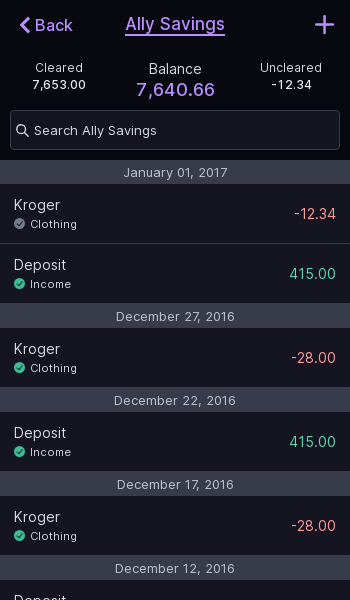 Back
Ally Savings
Cleared
Balance
Uncleared
7,653.00
7,640.66
-12.34
Search Ally Savings
January 01, 2017
Kroger
-12.34
Clothing
Deposit
415.00
Income
December 27, 2016
Kroger
-28.00
Clothing
December 22, 2016
Deposit
415.00
Income
December 17, 2016
Kroger
-28.00
Clothing
December 12, 2016